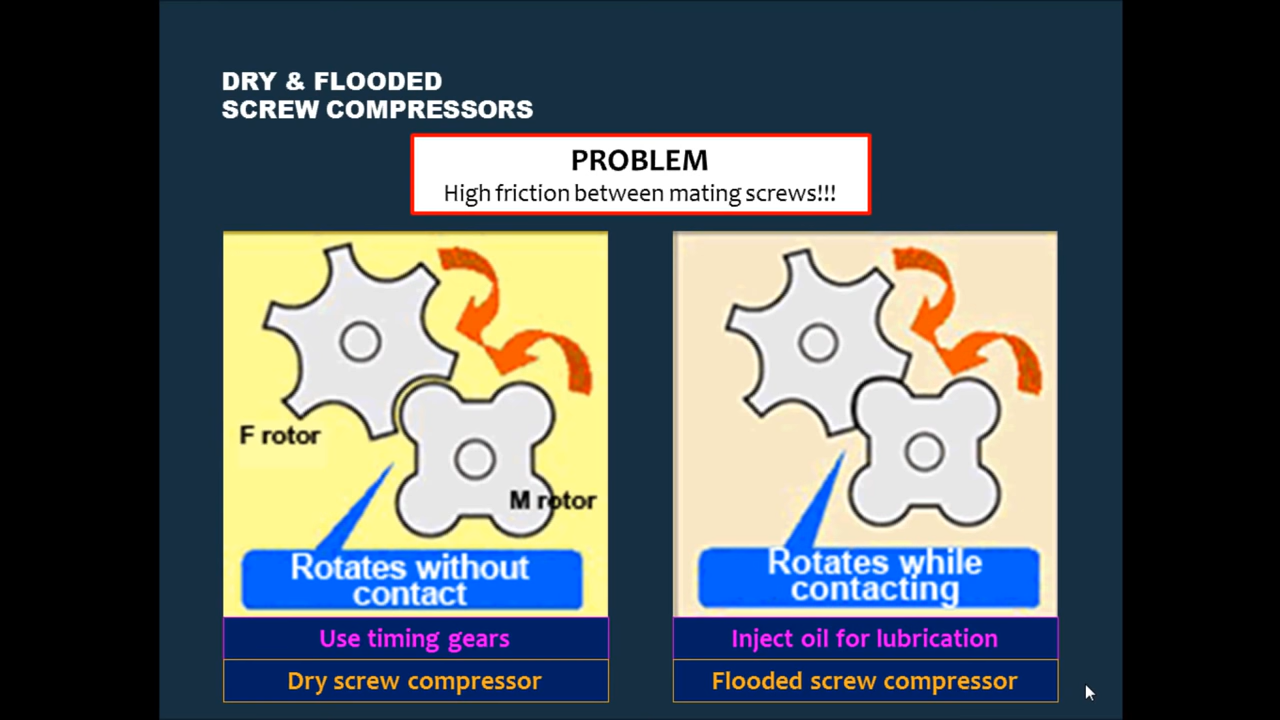 DRY & FLOODED
SCREW COMPRESSORS
PROBLEM
High friction between mating screws!!!
F rotor
M rotor
Rotates without
contact
Rotates while
contacting
Use timing gears
Inject oil for lubrication
Dry screw compressor
Flooded screw compressor